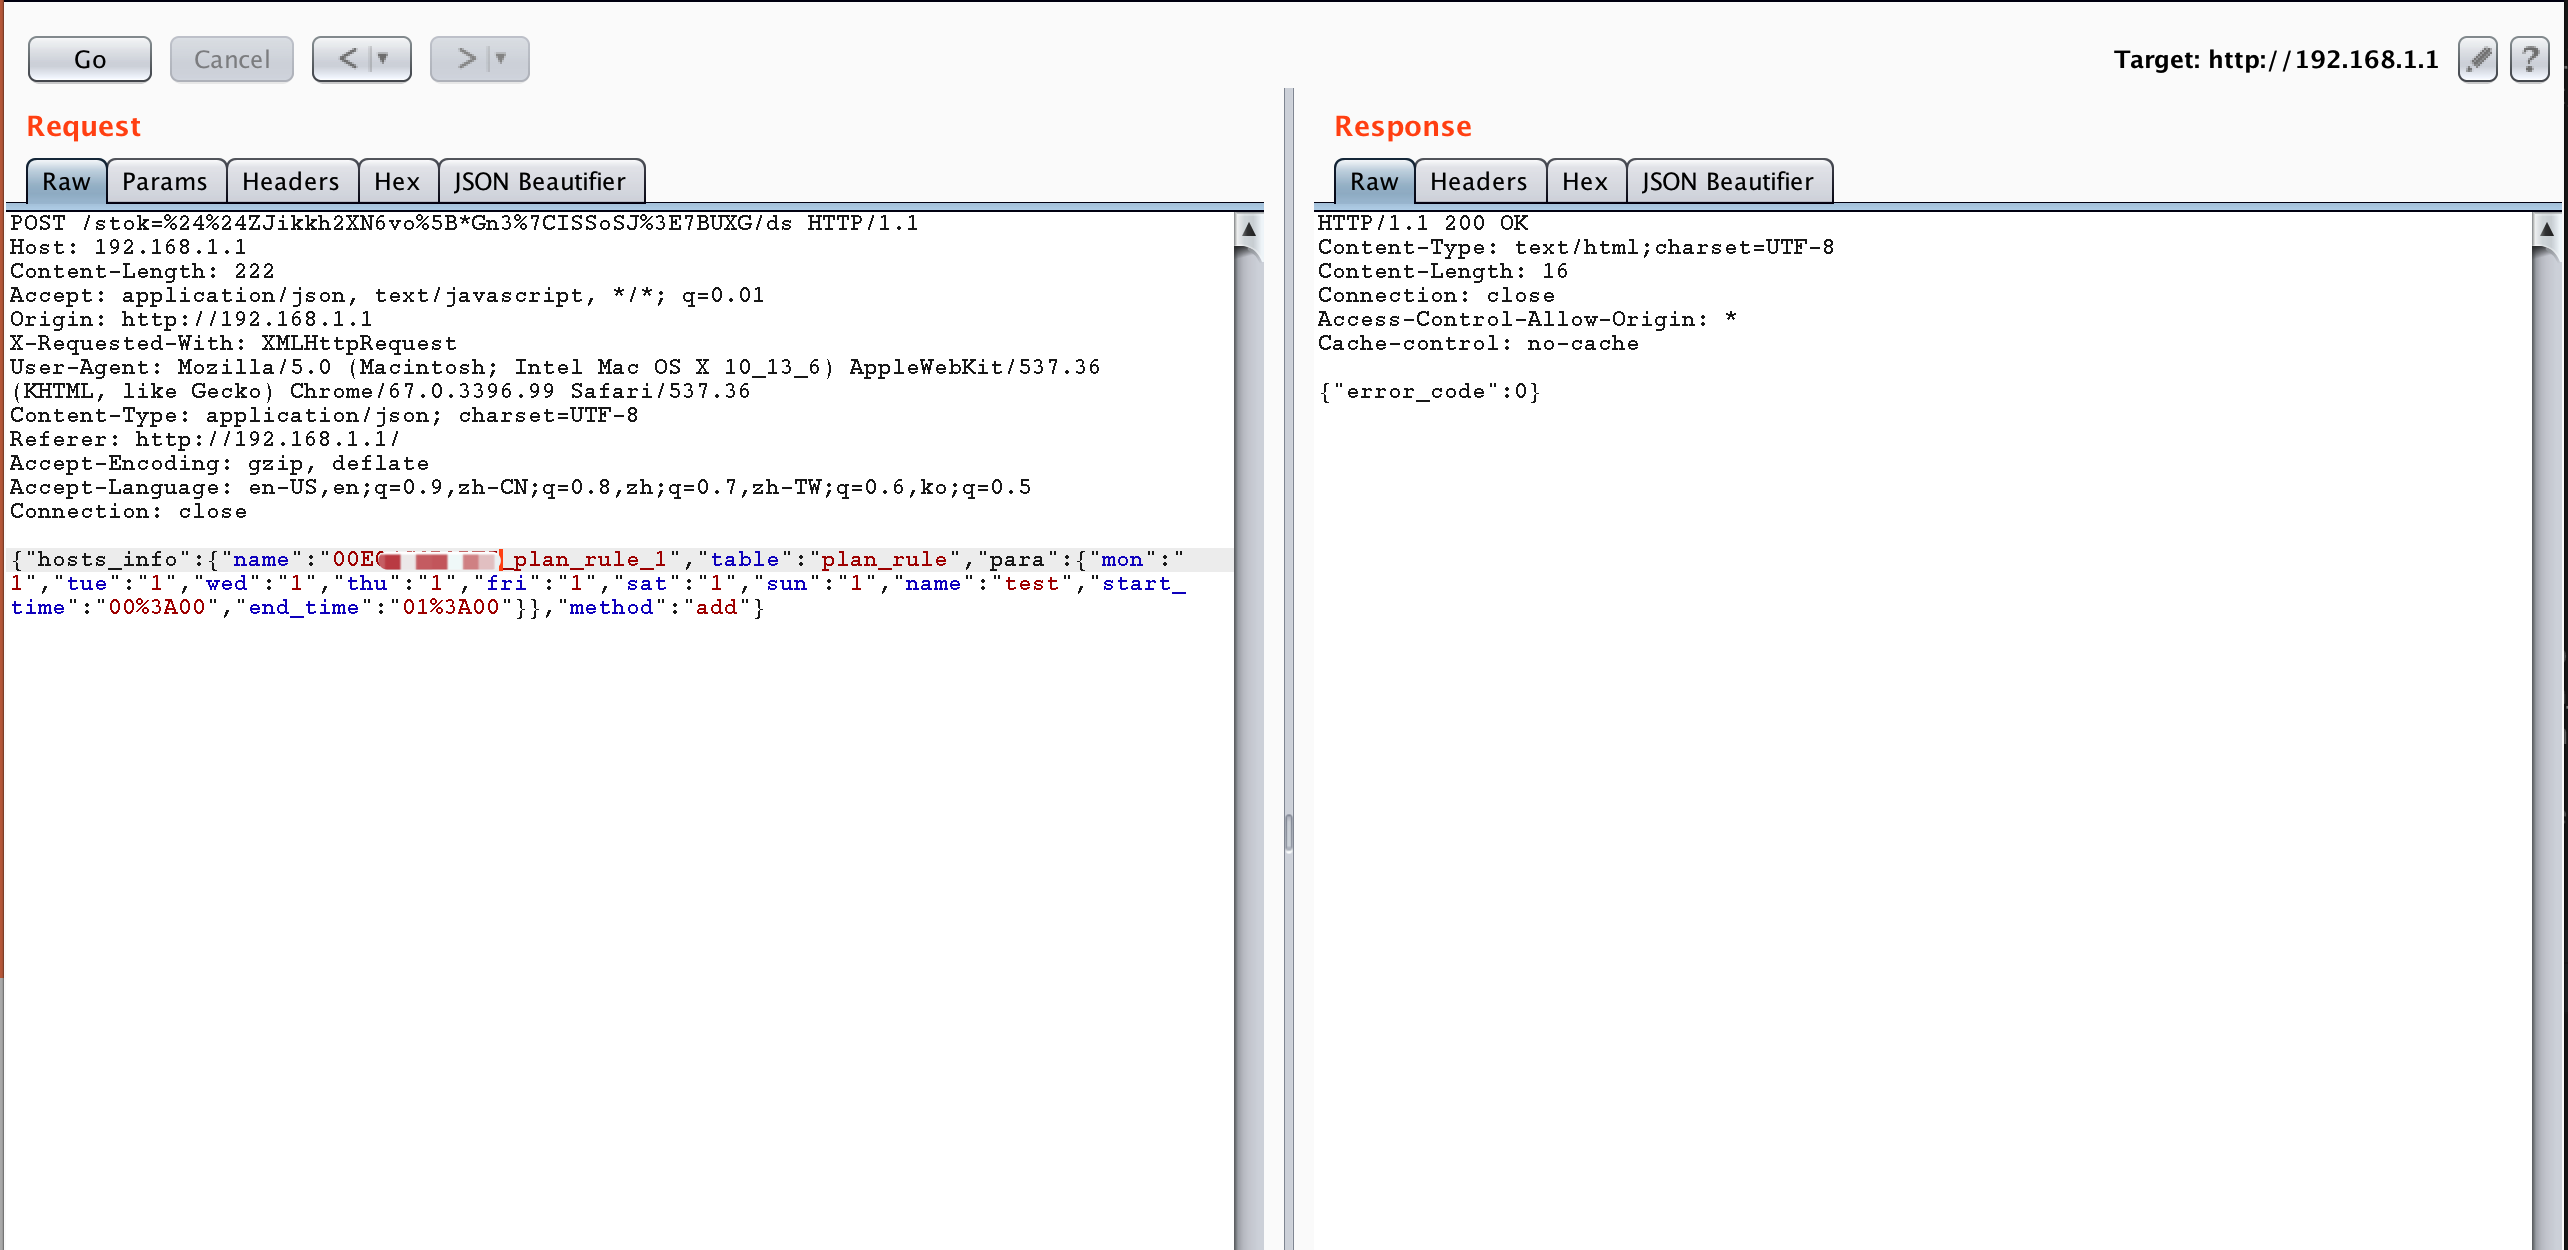 Go Cancel < >
Target: http://192.168.1.1 ?
Request
Raw Params Headers Hex JSON Beautifier
POST /stok=%24%24ZJikkh2XN6vo%5B*Gn3%7CISSoSJ%3E7BUXG/ds HTTP/1.1
Host: 192.168.1.1
Content-Length: 222
Accept: application/json, text/javascript, */*; q=0.01
Origin: http://192.168.1.1
X-Requested-With: XMLHttpRequest
User-Agent: Mozilla/5.0 (Macintosh; Intel Mac OS X 10_13_6) AppleWebKit/537.36
(KHTML, like Gecko) Chrome/67.0.3396.99 Safari/537.36
Content-Type: application/json; charset=UTF-8
Referer: http://192.168.1.1/
Accept-Encoding: gzip, deflate
Accept-Language: en-US,en;q=0.9,zh-CN;q=0.8,zh;q=0.7,zh-TW;q=0.6,ko;q=0.5
Connection: close
{"hosts_info":{"name":"00E _plan_rule_1","table":"plan_rule","para":{"mon":"
1","tue":"1","wed":"1","thu":"1","fri":"1","sat":"1","sun":"1","name":"test","start_
time":"00%3A00","end_time":"01%3A00"}},"method":"add"}
Response
Raw Headers Hex JSON Beautifier
HTTP/1.1 200 OK
Content-Type: text/html;charset=UTF-8
Content-Length: 16
Connection: close
Access-Control-Allow-Origin: *
Cache-control: no-cache
{"error_code":0}